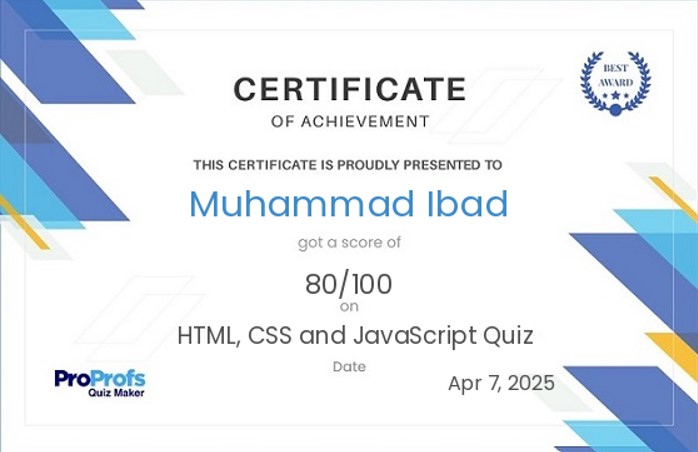 BEST
AWARD
CERTIFICATE
OF ACHIEVEMENT
THIS CERTIFICATE IS PROUDLY PRESENTED TO
Muhammad Ibad
got a score of
80/100
on
HTML, CSS and JavaScript Quiz
Date
Apr 7, 2025
ProProfs
Quiz Maker